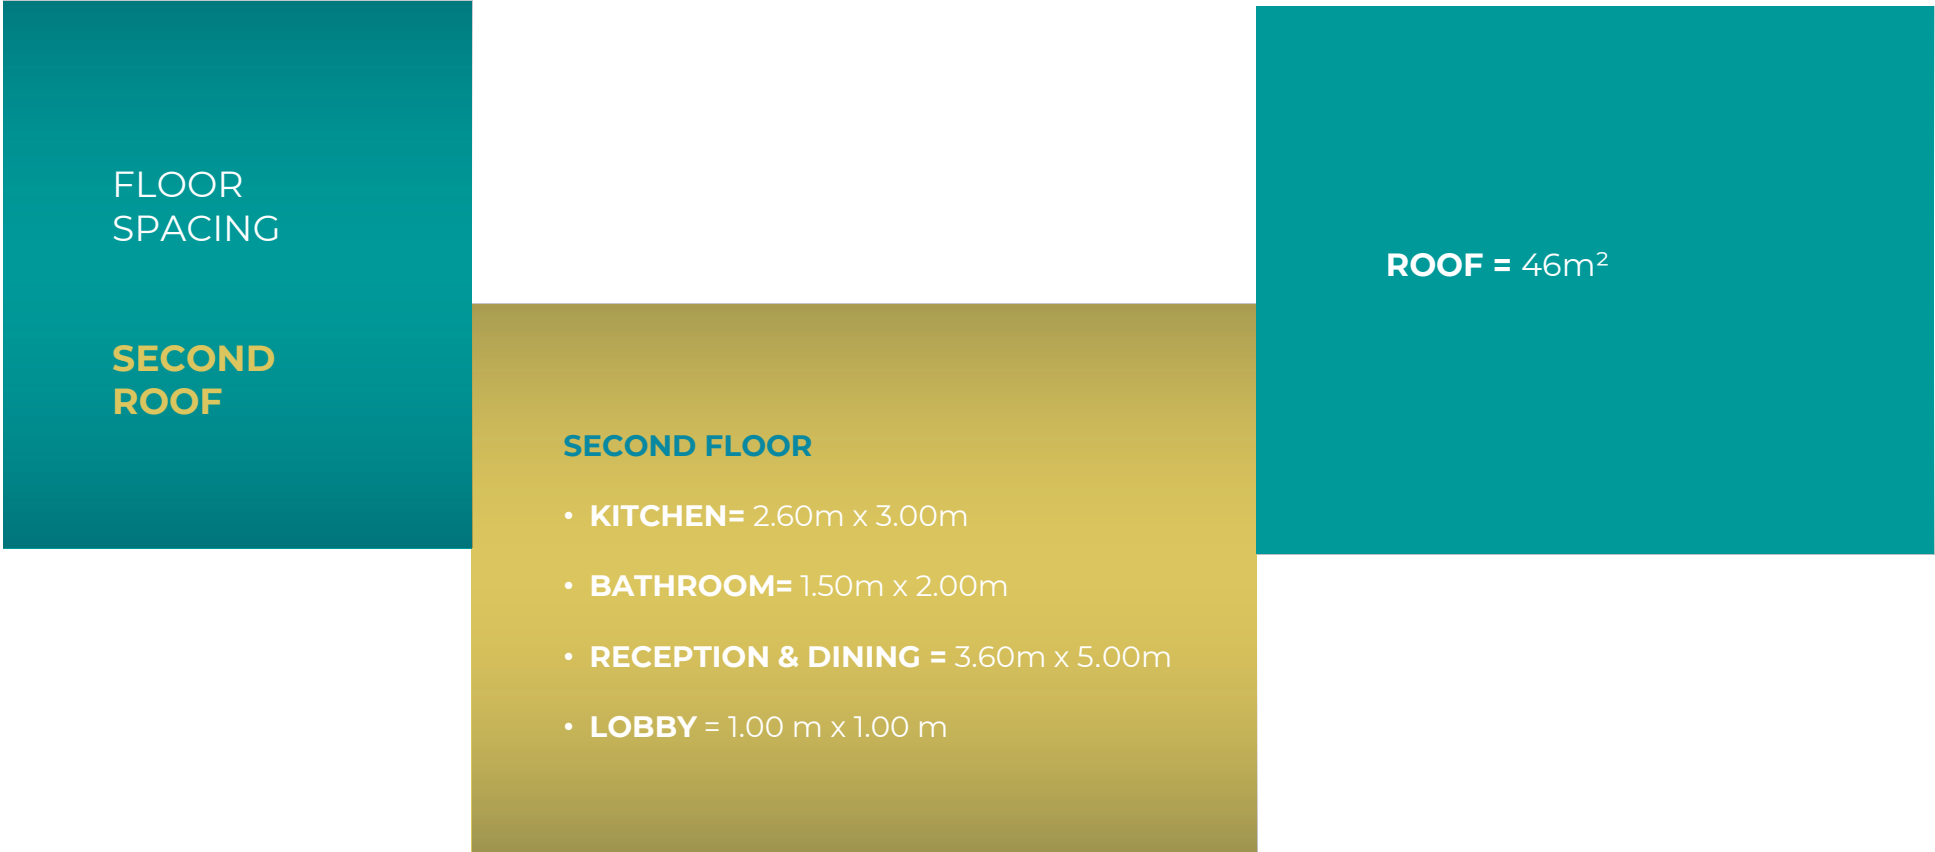 FLOOR
SPACING
SECOND
ROOF
SECOND FLOOR
• KITCHEN= 2.60m x 3.00m
• BATHROOM= 1.50m x 2.00m
• RECEPTION & DINING = 3.60m x 5.00m
• LOBBY = 1.00 m x 1.00 m
ROOF = 46m²